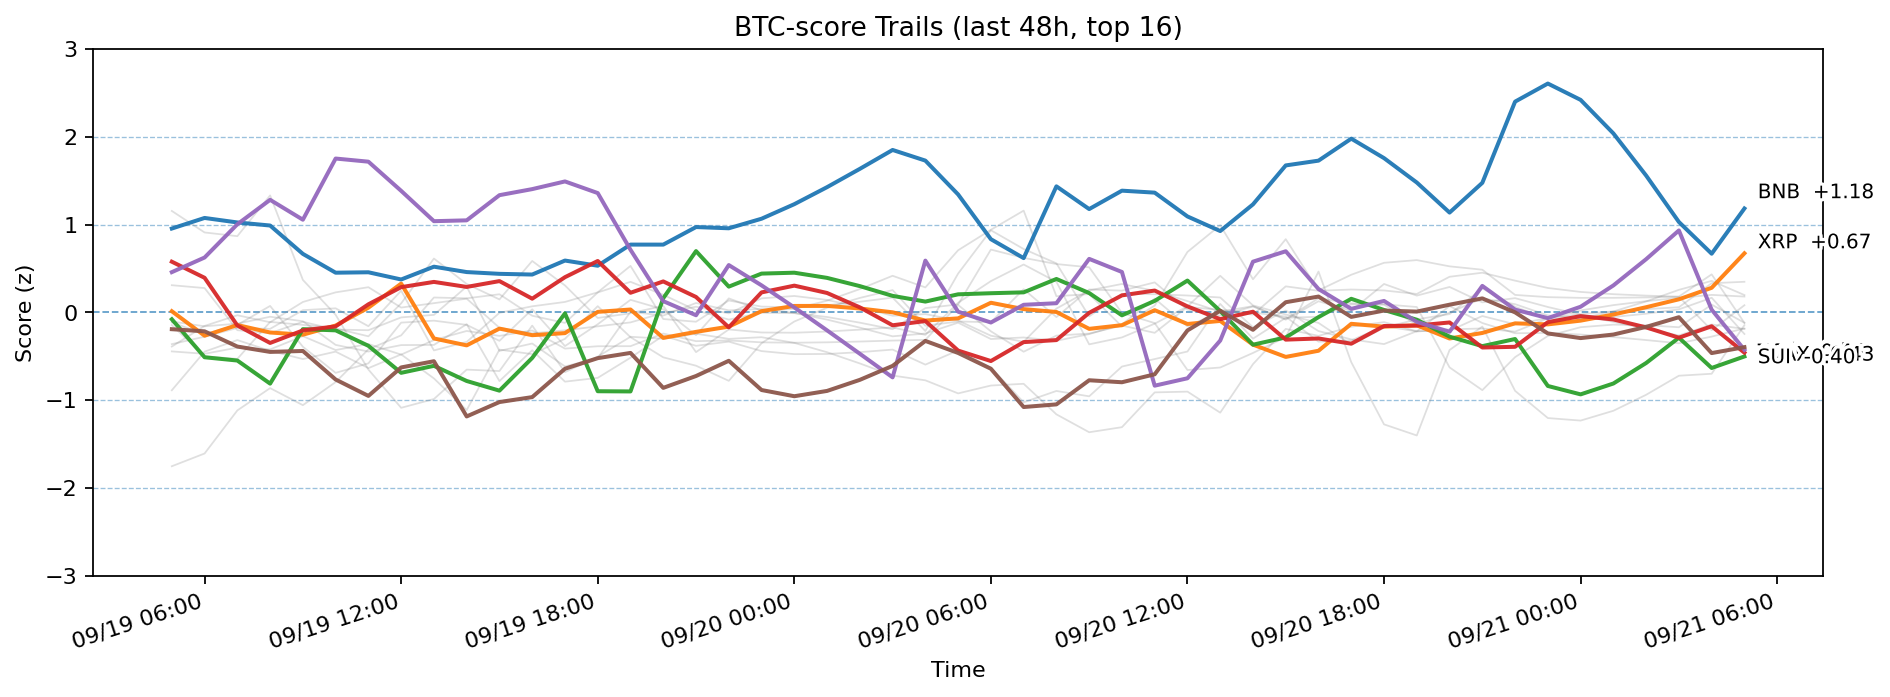 BTC-score Trails (last 48h, top 16)
3
2
1
0
−1
−2
−3
Score (z)
BNB +1.18
XRP +0.67
SUI −0.40
09/19 06:00
09/19 12:00
09/19 18:00
09/20 00:00
09/20 06:00
09/20 12:00
09/20 18:00
09/21 00:00
09/21 06:00
Time